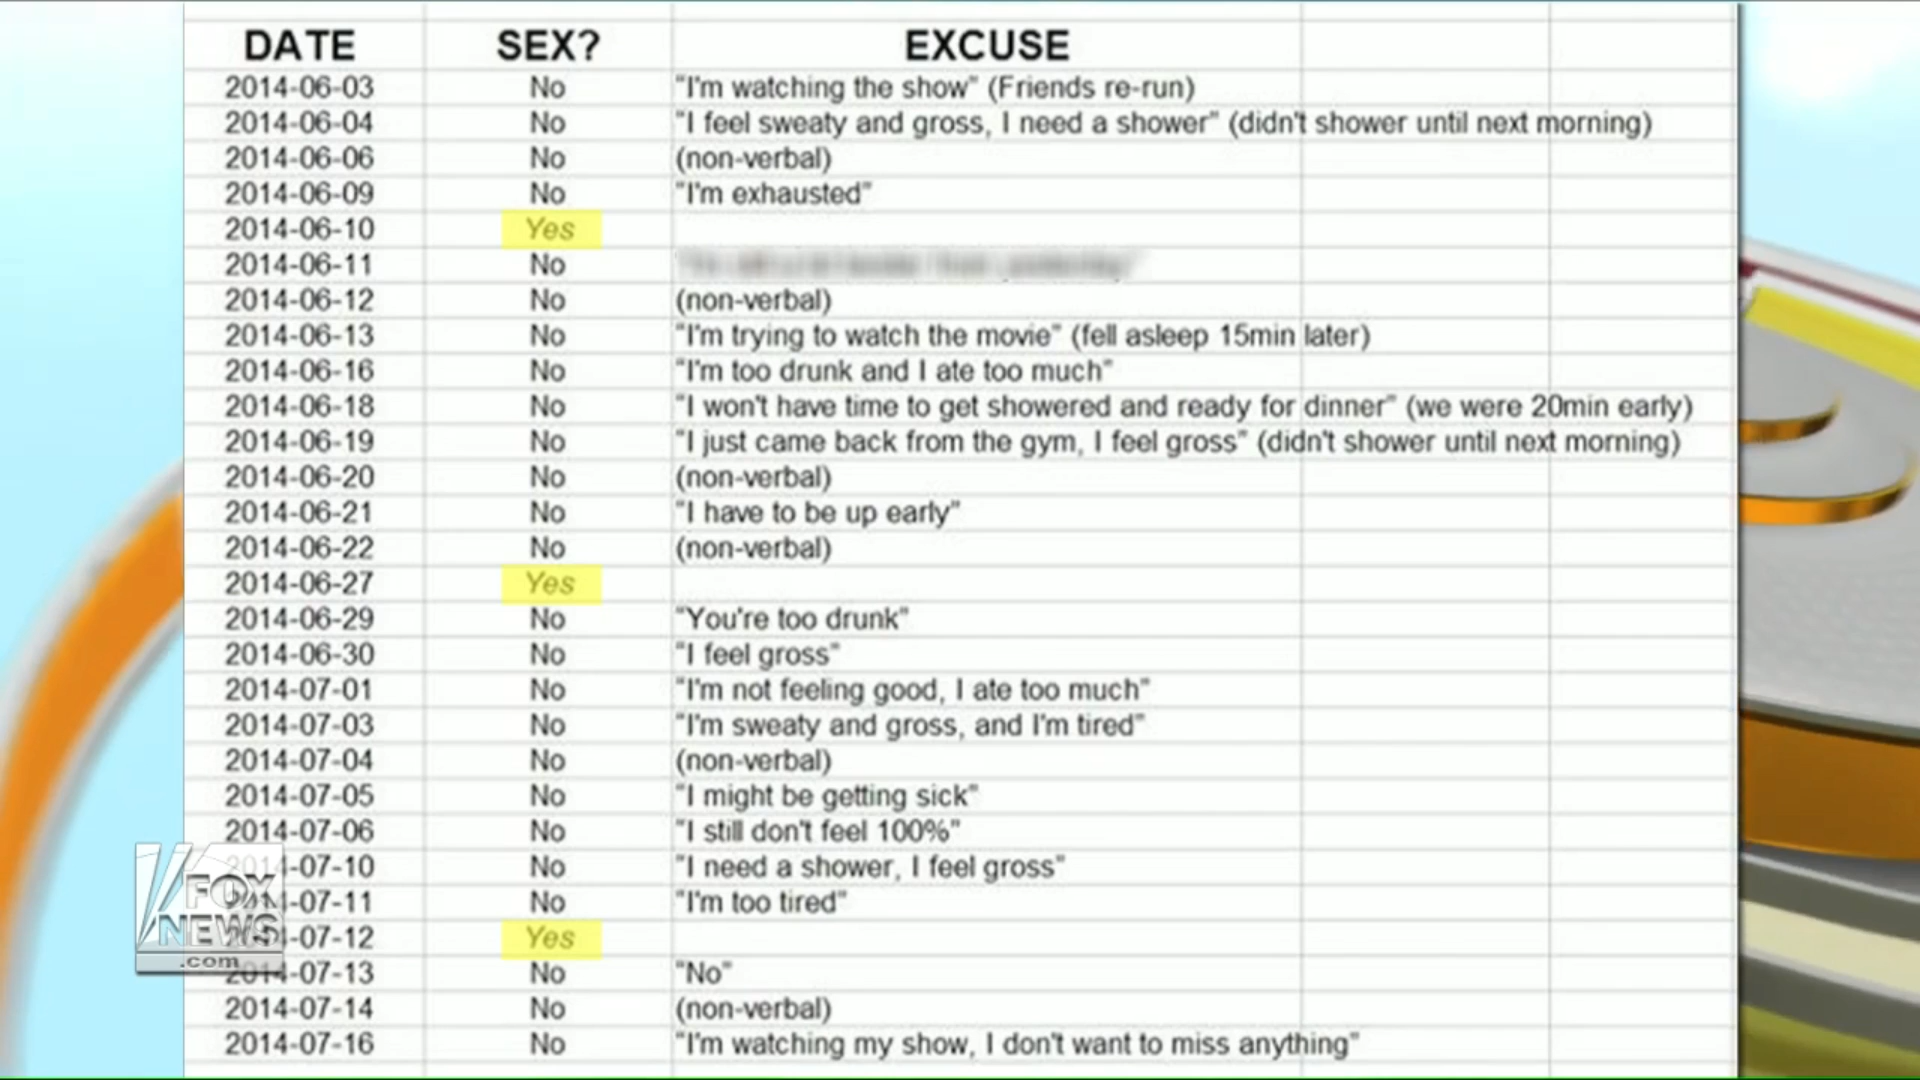 DATE SEX? EXCUSE
2014-06-03 No "I'm watching the show" (Friends re-run)
2014-06-04 No "I feel sweaty and gross, I need a shower" (didn't shower until next morning)
2014-06-06 No (non-verbal)
2014-06-09 No "I'm exhausted"
2014-06-10 Yes
2014-06-11 No
2014-06-12 No (non-verbal)
2014-06-13 No "I'm trying to watch the movie" (fell asleep 15min later)
2014-06-16 No "I'm too drunk and I ate too much"
2014-06-18 No "I won't have time to get showered and ready for dinner" (we were 20min early)
2014-06-19 No "I just came back from the gym, I feel gross" (didn't shower until next morning)
2014-06-20 No (non-verbal)
2014-06-21 No "I have to be up early"
2014-06-22 No (non-verbal)
2014-06-27 Yes
2014-06-29 No "You're too drunk"
2014-06-30 No "I feel gross"
2014-07-01 No "I'm not feeling good, I ate too much"
2014-07-03 No "I'm sweaty and gross, and I'm tired"
2014-07-04 No (non-verbal)
2014-07-05 No "I might be getting sick"
2014-07-06 No "I still don't feel 100%"
2014-07-10 No "I need a shower, I feel gross"
2014-07-11 No "I'm too tired"
2014-07-12 Yes
2014-07-13 No "No"
2014-07-14 No (non-verbal)
2014-07-16 No "I'm watching my show, I don't want to miss anything"
FOX
NEWS
.com